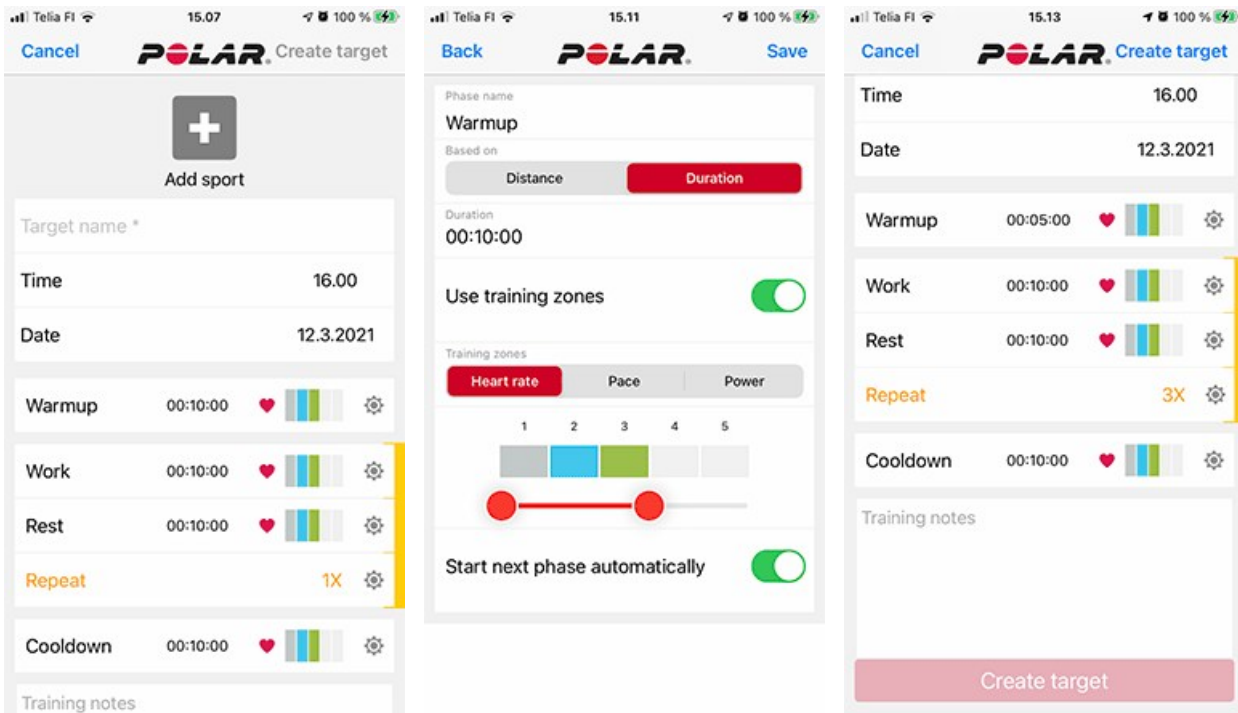 Telia FI 15.07 100 %
Cancel POLAR. Create target
Add sport
Target name *
Time 16.00
Date 12.3.2021
Warmup 00:10:00
Work 00:10:00
Rest 00:10:00
Repeat 1X
Cooldown 00:10:00
Training notes
Telia FI 15.11 100 %
Back POLAR. Save
Phase name
Warmup
Based on
Distance Duration
Duration
00:10:00
Use training zones
Training zones
Heart rate Pace Power
1 2 3 4 5
Start next phase automatically
Telia FI 15.13 100 %
Cancel POLAR. Create target
Time 16.00
Date 12.3.2021
Warmup 00:05:00
Work 00:10:00
Rest 00:10:00
Repeat 3X
Cooldown 00:10:00
Training notes
Create target